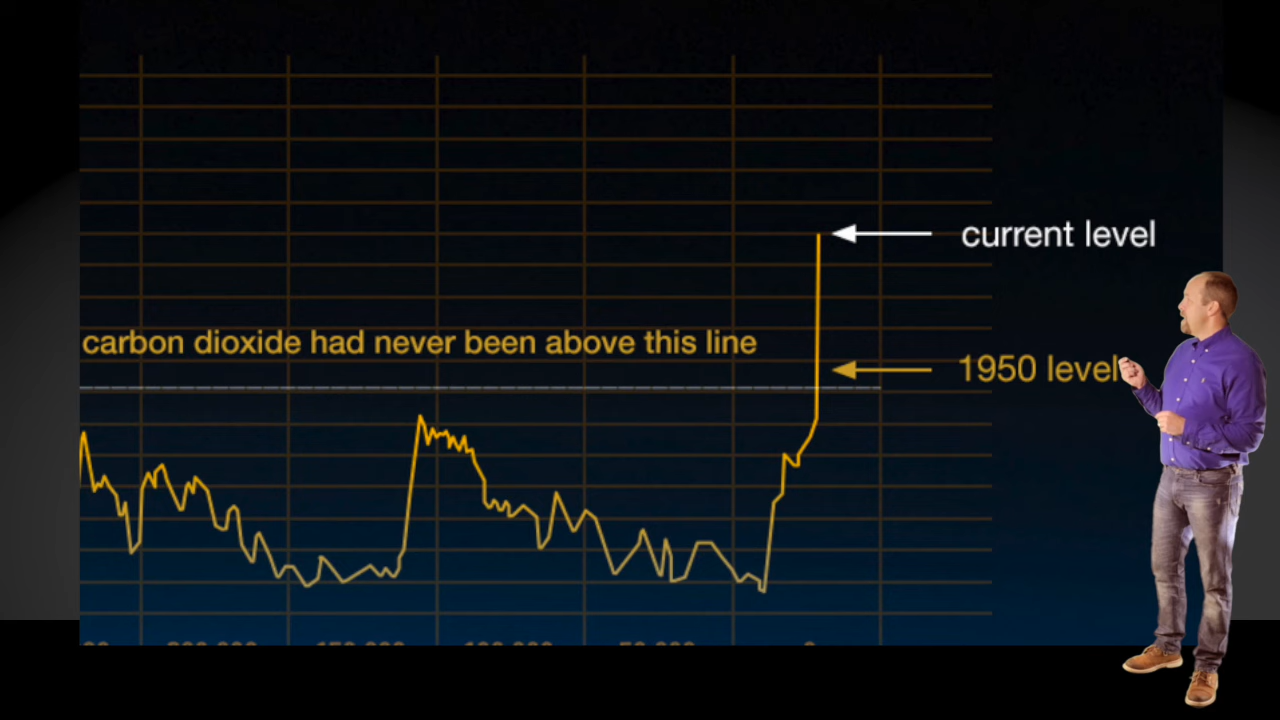 current level
carbon dioxide had never been above this line
1950 level